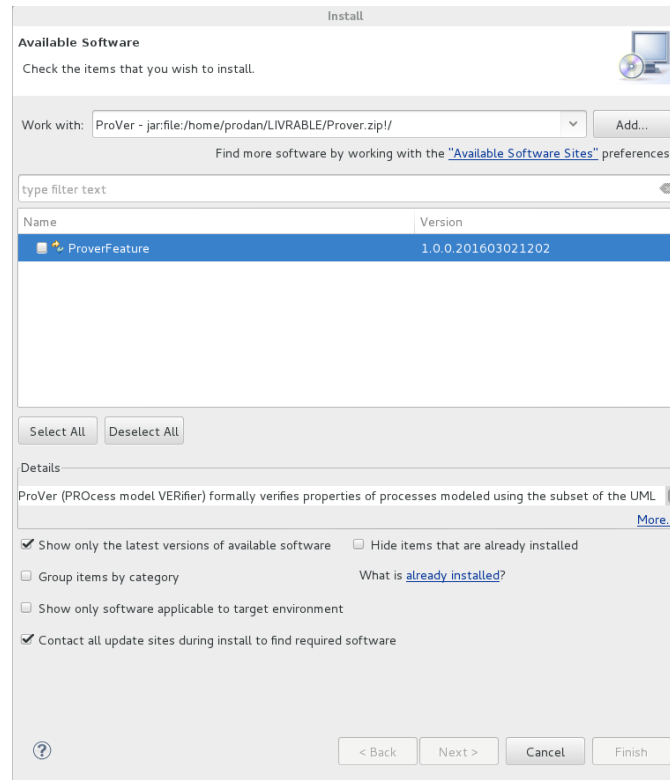 Install
Available Software
Check the items that you wish to install.
Work with: ProVer - jar:file:/home/prodan/LIVRABLE/Prover.zip!/ Add...
Find more software by working with the "Available Software Sites" preferences
type filter text
Name Version
ProverFeature 1.0.0.201603021202
Select All Deselect All
Details
ProVer (PROcess model VERifier) formally verifies properties of processes modeled using the subset of the UML
More.
Show only the latest versions of available software Hide items that are already installed
Group items by category What is already installed?
Show only software applicable to target environment
Contact all update sites during install to find required software
? < Back Next > Cancel Finish